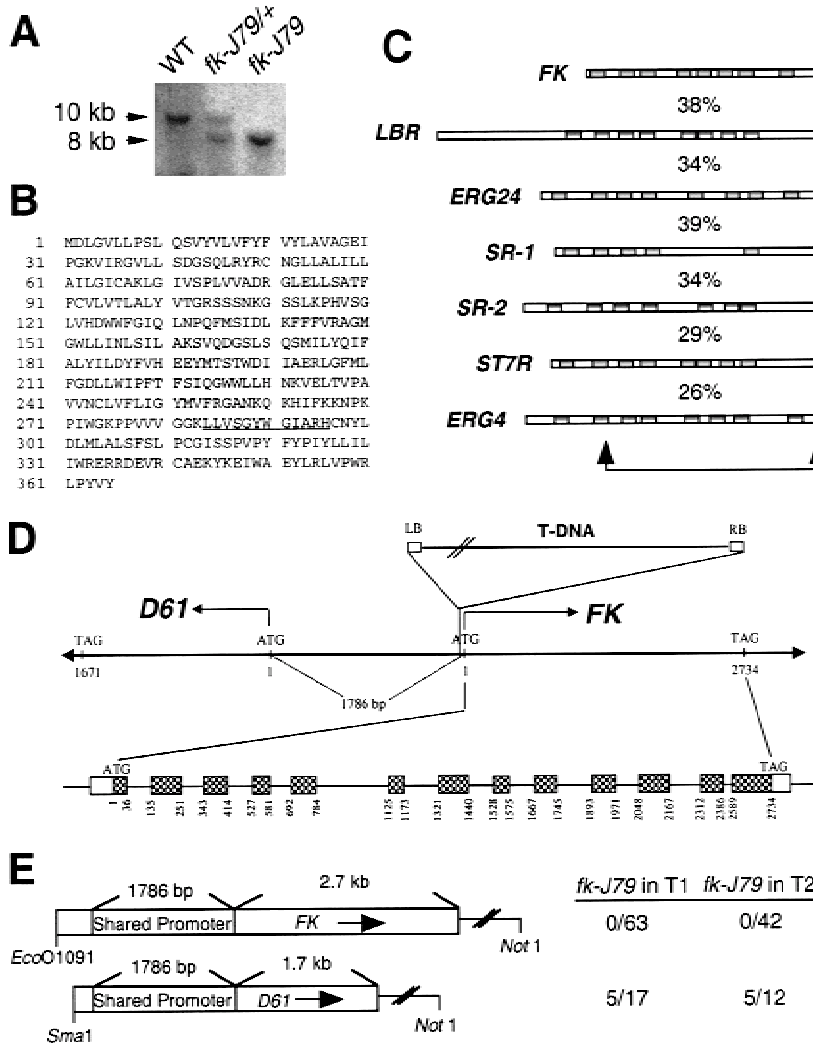 A
WT
fk-J79/+
fk-J79
10 kb
8 kb
B
1 MDLGVLLPSL QSVYVLVFYF VYLAVAGEI
31 PGKVIRGVLL SDGSQLRYRC NGLLALILL
61 AILGICAKLG IVSPLVVADR GLELLSATF
91 FCVLVTLALY VTGRSSSNKG SSLKPHVSG
121 LVHDWWFGIQ LNPQFMSIDL KFFFVRAGM
151 GWLLINLSIL AKSVQDGSLS QSMILYQIF
181 ALYILDYFVH EEYMTSTWDI IAERLGFML
211 FGDLLWIPFT FSIQGWWLLH NKVELTVPA
241 VVNCLVFLIG YMVFRGANKQ KHIFKKNPK
271 PIWGKPPVVV GGKLLVSGYW GIARHCNYL
301 DLMLALSFSL PCGISSPVPY FYPIYLLIL
331 IWRERRDEVR CAEKYKEIWA EYLRLVPWR
361 LPYVY
C
FK
38%
LBR
34%
ERG24
39%
SR-1
34%
SR-2
29%
ST7R
26%
ERG4
D
LB
T-DNA
RB
D61
FK
TAG
ATG
ATG
TAG
1671
1
1
2734
1786 bp
ATG
TAG
1 36 135 251 343 414 527 581 692 784 1125 1173 1321 1440 1528 1575 1667 1745 1893 1971 2048 2167 2312 2386 2589 2734
E
1786 bp
2.7 kb
fk-J79 in T1
fk-J79 in T2
Shared Promoter
FK
0/63
0/42
EcoO1091
Not 1
1786 bp
1.7 kb
Shared Promoter
D61
5/17
5/12
Sma1
Not 1